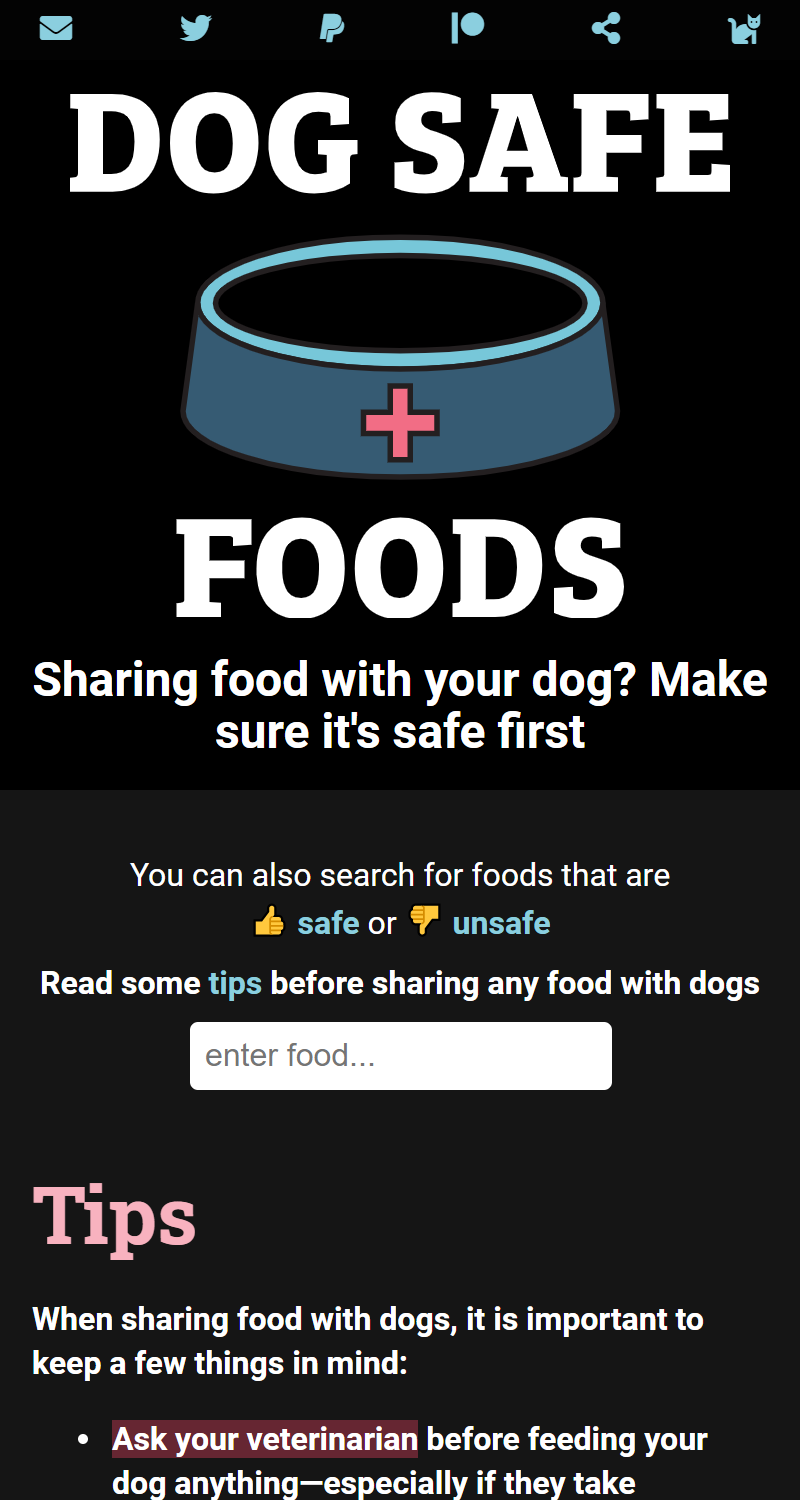 DOG SAFE
FOODS
Sharing food with your dog? Make
sure it's safe first
You can also search for foods that are
👍 safe or 👎 unsafe
Read some tips before sharing any food with dogs
enter food...
Tips
When sharing food with dogs, it is important to
keep a few things in mind:
• Ask your veterinarian before feeding your
dog anything—especially if they take